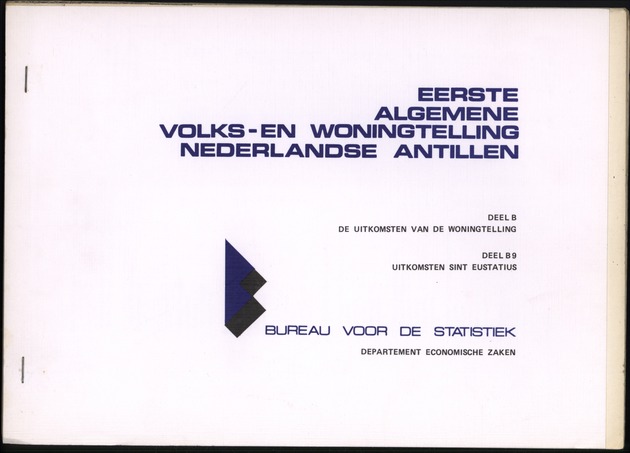 EERSTE
ALGEMENE
VOLKS-EN WONINGTELLING
NEDERLANDSE ANTILLEN
DEEL B
DE UITKOMSTEN VAN DE WONINGTELLING
DEEL B9
UITKOMSTEN SINT EUSTATIUS
BUREAU VOOR DE STATISTIEK
DEPARTEMENT ECONOMISCHE ZAKEN